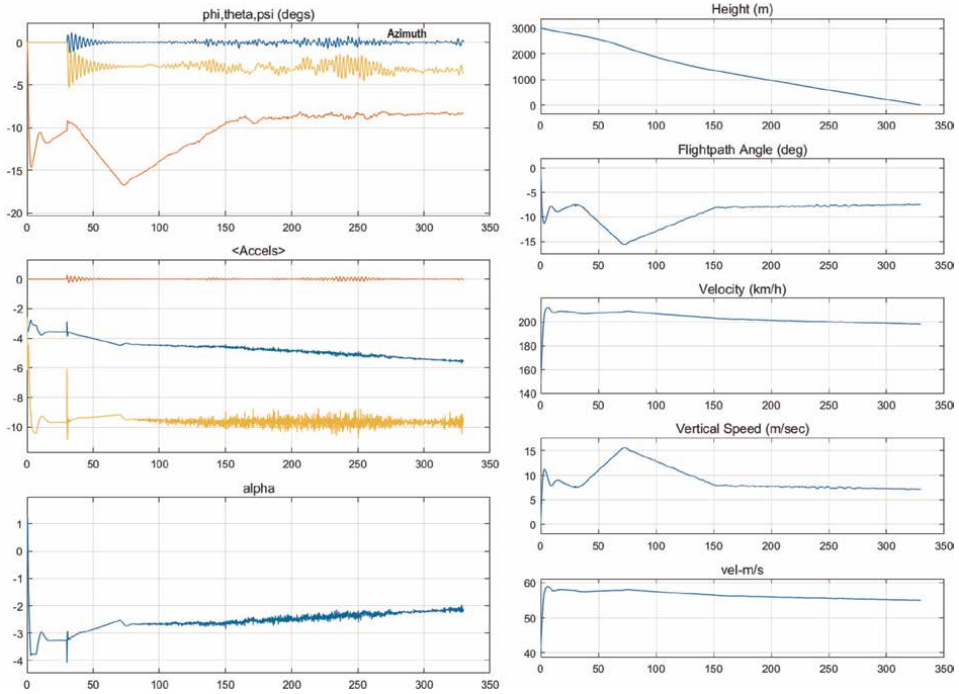 phi,theta,psi (degs)
Azimuth
0
-5
-10
-15
-20
0 50 100 150 200 250 300 350
<Accels>
0
-2
-4
-6
-8
-10
0 50 100 150 200 250 300 350
alpha
1
0
-1
-2
-3
-4
0 50 100 150 200 250 300 350
Height (m)
3000
2000
1000
0
0 50 100 150 200 250 300 350
Flightpath Angle (deg)
0
-5
-10
-15
0 50 100 150 200 250 300 350
Velocity (km/h)
200
180
160
140
0 50 100 150 200 250 300 350
Vertical Speed (m/sec)
15
10
5
0
0 50 100 150 200 250 300 350
vel-m/s
60
50
40
0 50 100 150 200 250 300 350